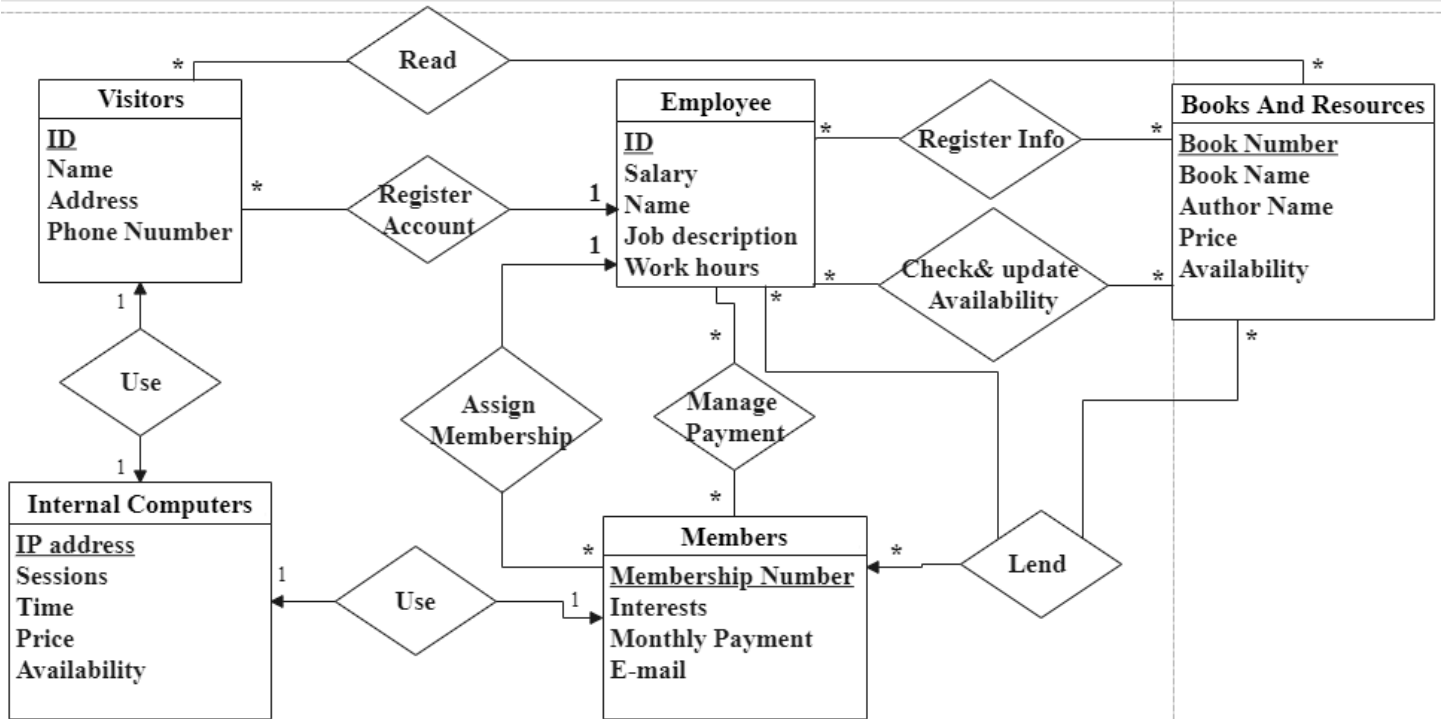 Read
*
*
Visitors
ID
Name
Address
Phone Nuumber
Employee
ID
Salary
Name
Job description
Work hours
Books And Resources
Book Number
Book Name
Author Name
Price
Availability
*
Register Info
*
*
Register
Account
1
1
*
Check& update
Availability
*
1
Use
1
*
*
*
Assign
Membership
Manage
Payment
*
*
Internal Computers
IP address
Sessions
Time
Price
Availability
1
Use
1
Members
Membership Number
Interests
Monthly Payment
E-mail
*
Lend